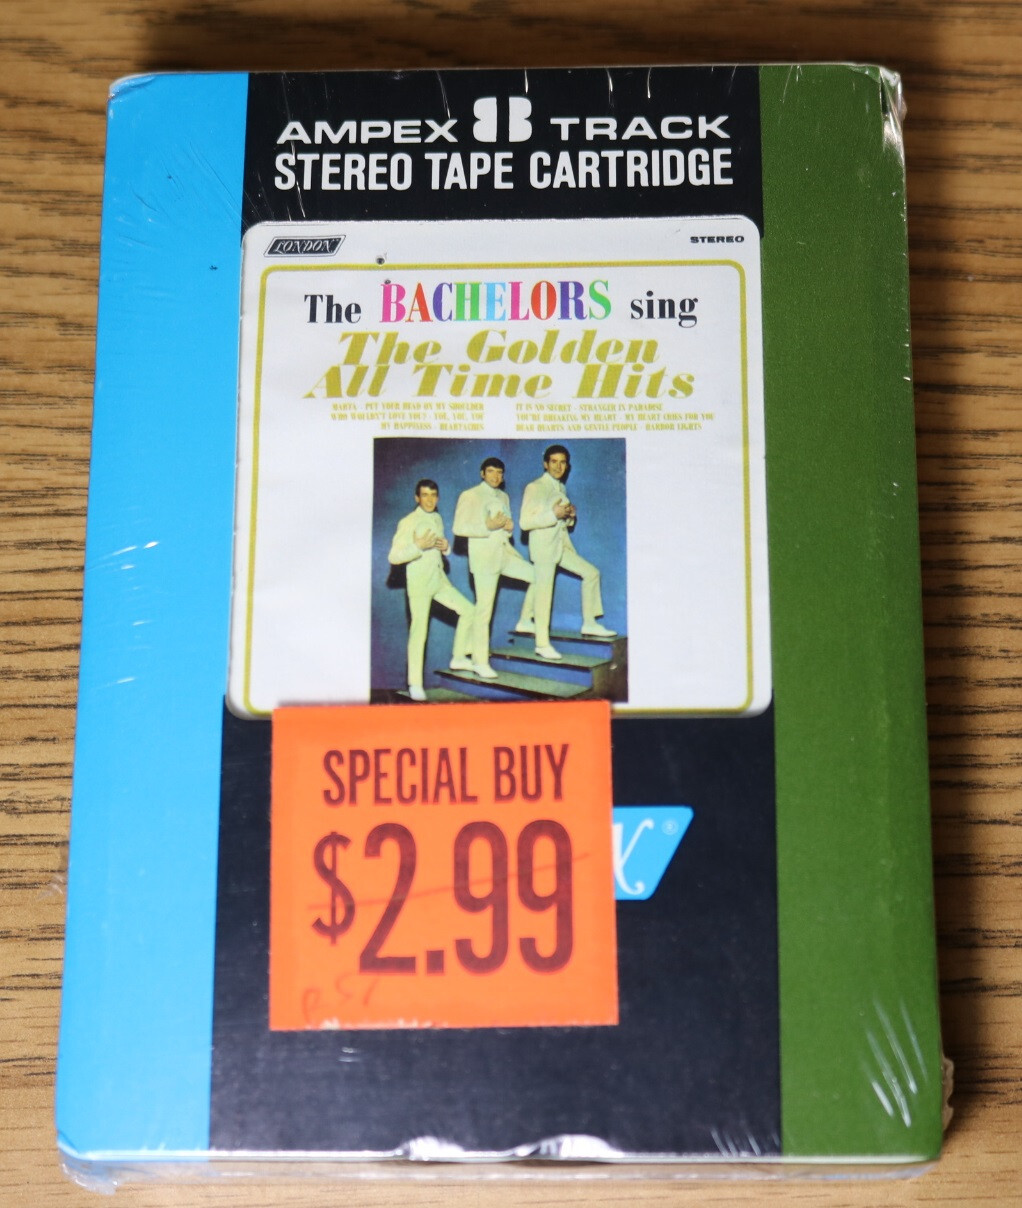 AMPEX 8 TRACK
STEREO TAPE CARTRIDGE
LONDON
STEREO
The BACHELORS sing
The Golden
All Time Hits
MARTA · PUT YOUR HEAD ON MY SHOULDER
WHO WOULDN'T LOVE YOU? · YOU, YOU, YOU
MY HAPPINESS · HEARTACHES
IT IS NO SECRET · STRANGER IN PARADISE
YOU'RE BREAKING MY HEART · MY HEART CRIES FOR YOU
DEAR HEARTS AND GENTLE PEOPLE · HARBOR LIGHTS
SPECIAL BUY
$2.99
X ®